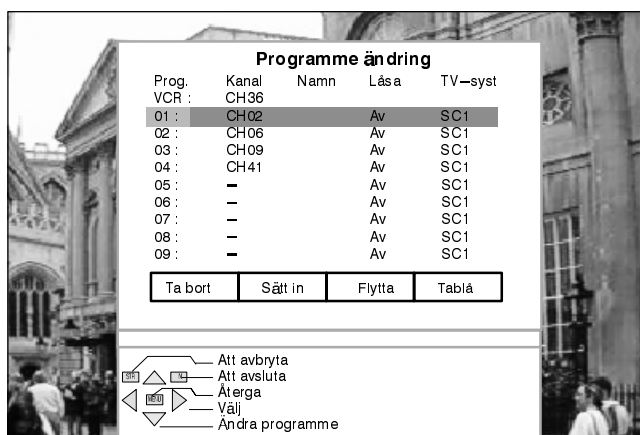 Programme ändring
Prog. Kanal Namn Låsa TV–syst
VCR : CH36
01 : CH02 Av SC1
02 : CH06 Av SC1
03 : CH09 Av SC1
04 : CH41 Av SC1
05 : – Av SC1
06 : – Av SC1
07 : – Av SC1
08 : – Av SC1
09 : – Av SC1
Ta bort Sätt in Flytta Tablå
Att avbryta
STR N Att avsluta
MENU Återga
Välj
Ändra programme